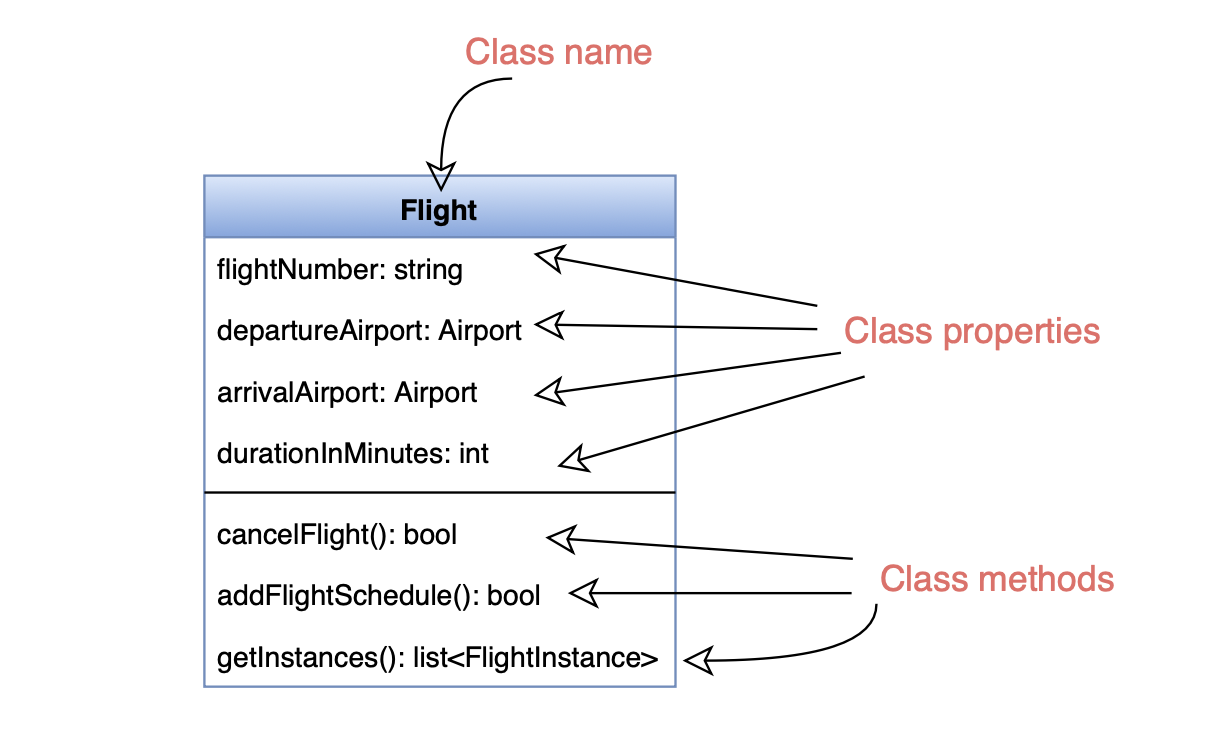 Class name
Flight
flightNumber: string
departureAirport: Airport
arrivalAirport: Airport
durationInMinutes: int
Class properties
cancelFlight(): bool
addFlightSchedule(): bool
getInstances(): list<FlightInstance>
Class methods